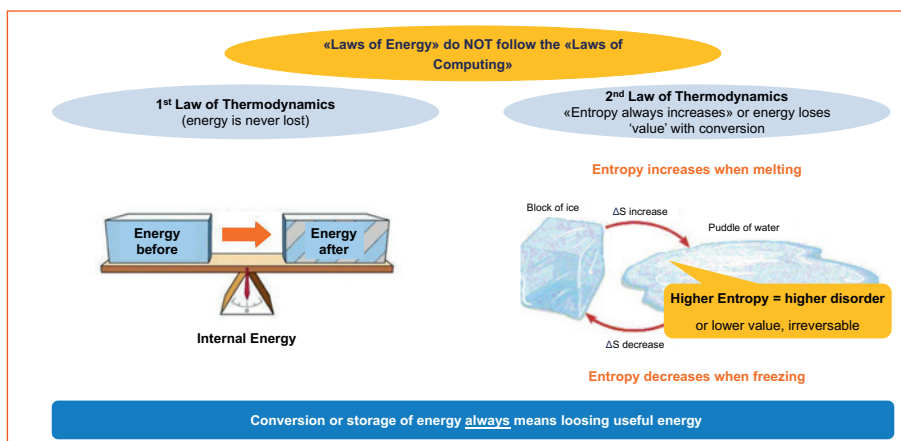 «Laws of Energy» do NOT follow the «Laws of
Computing»
1st Law of Thermodynamics
(energy is never lost)
2nd Law of Thermodynamics
«Entropy always increases» or energy loses
‘value’ with conversion
Entropy increases when melting
Block of ice
ΔS increase
Puddle of water
Energy
before
Energy
after
Higher Entropy = higher disorder
or lower value, irreversable
Internal Energy
ΔS decrease
Entropy decreases when freezing
Conversion or storage of energy always means loosing useful energy